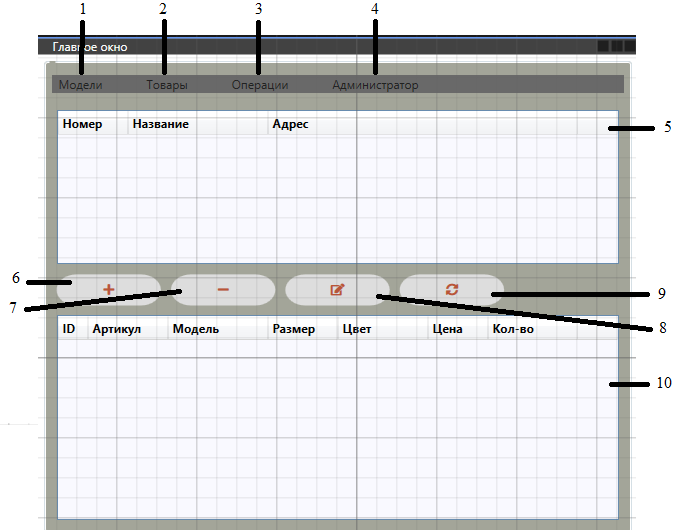 1 2 3 4
Главное окно
Модели Товары Операции Администратор
Номер Название Адрес 5
6
9
7
8
ID Артикул Модель Размер Цвет Цена Кол-во
10